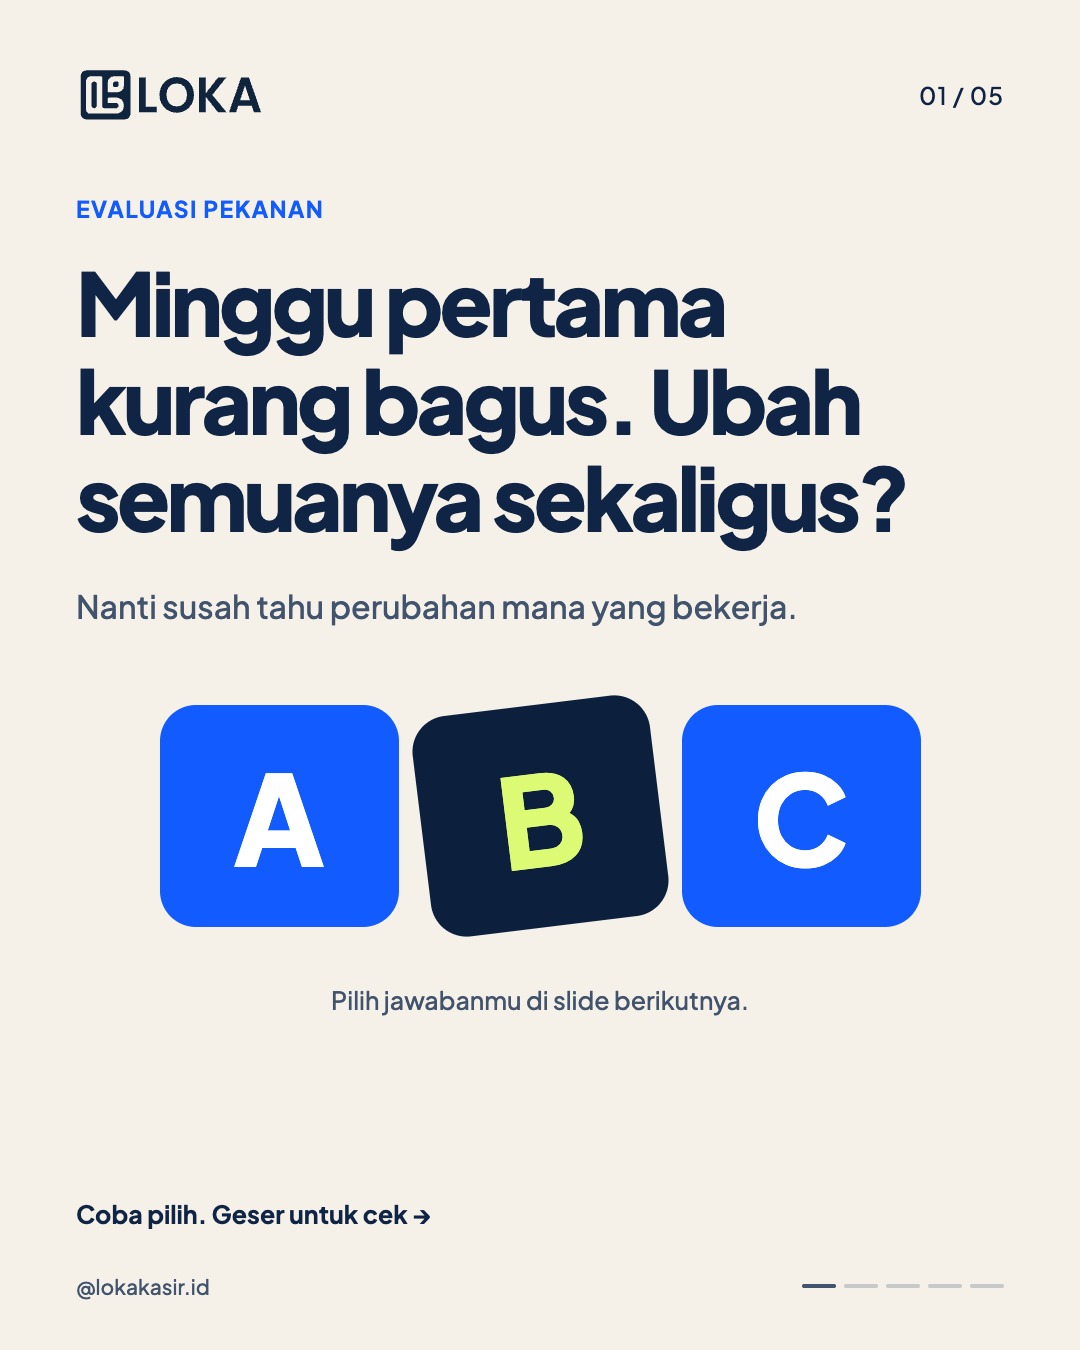 LOKA
01 / 05
EVALUASI PEKANAN
Minggu pertama
kurang bagus. Ubah
semuanya sekaligus?
Nanti susah tahu perubahan mana yang bekerja.
A B C
Pilih jawabanmu di slide berikutnya.
Coba pilih. Geser untuk cek →
@lokakasir.id